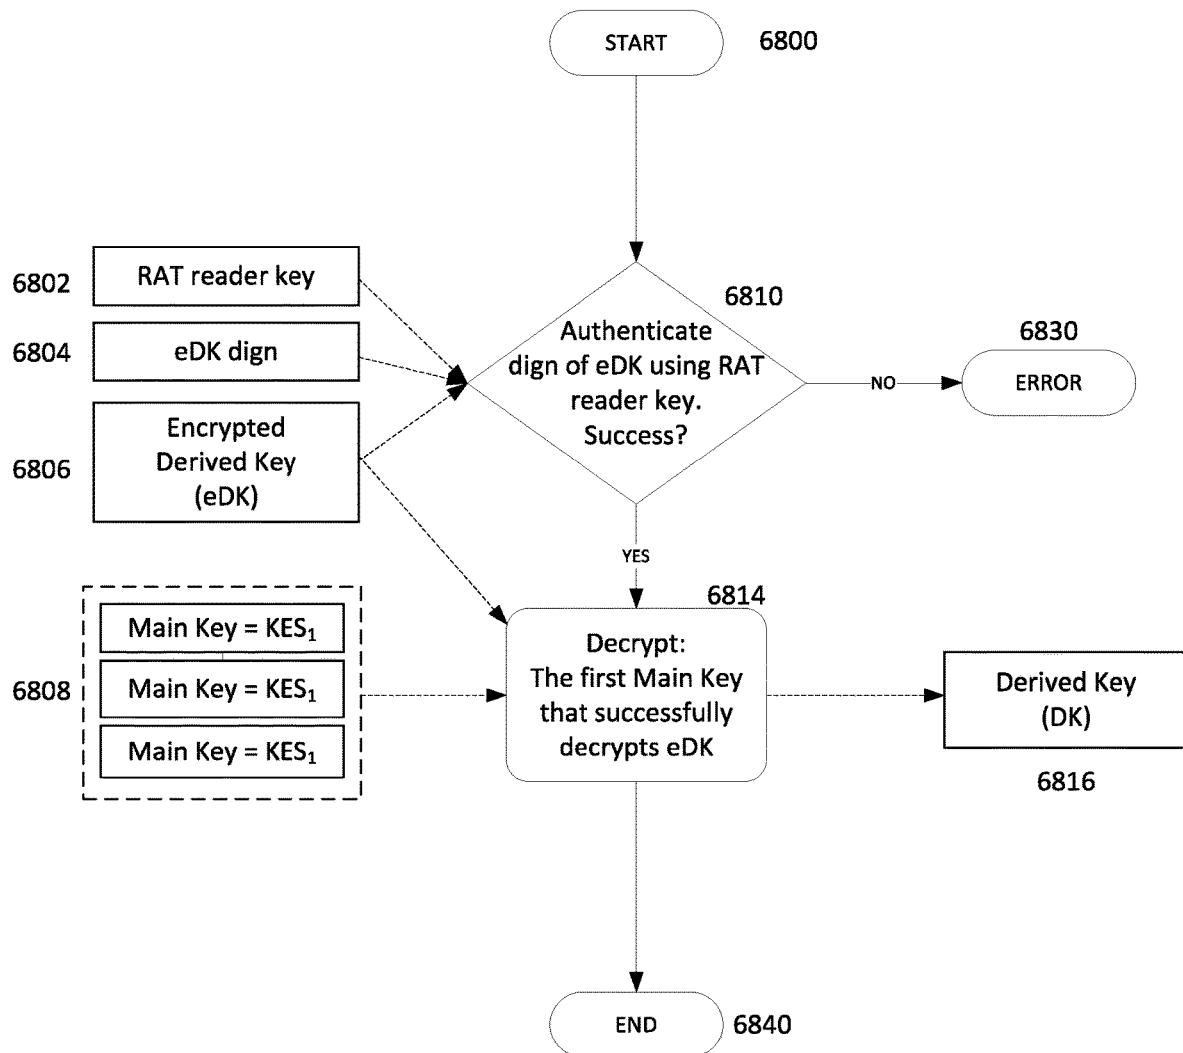 START
6800
6802
RAT reader key
6804
eDK dign
6806
Encrypted
Derived Key
(eDK)
6810
Authenticate
dign of eDK using RAT
reader key.
Success?
NO
6830
ERROR
YES
6808
Main Key = KES₁
Main Key = KES₁
Main Key = KES₁
6814
Decrypt:
The first Main Key
that successfully
decrypts eDK
Derived Key
(DK)
6816
END
6840